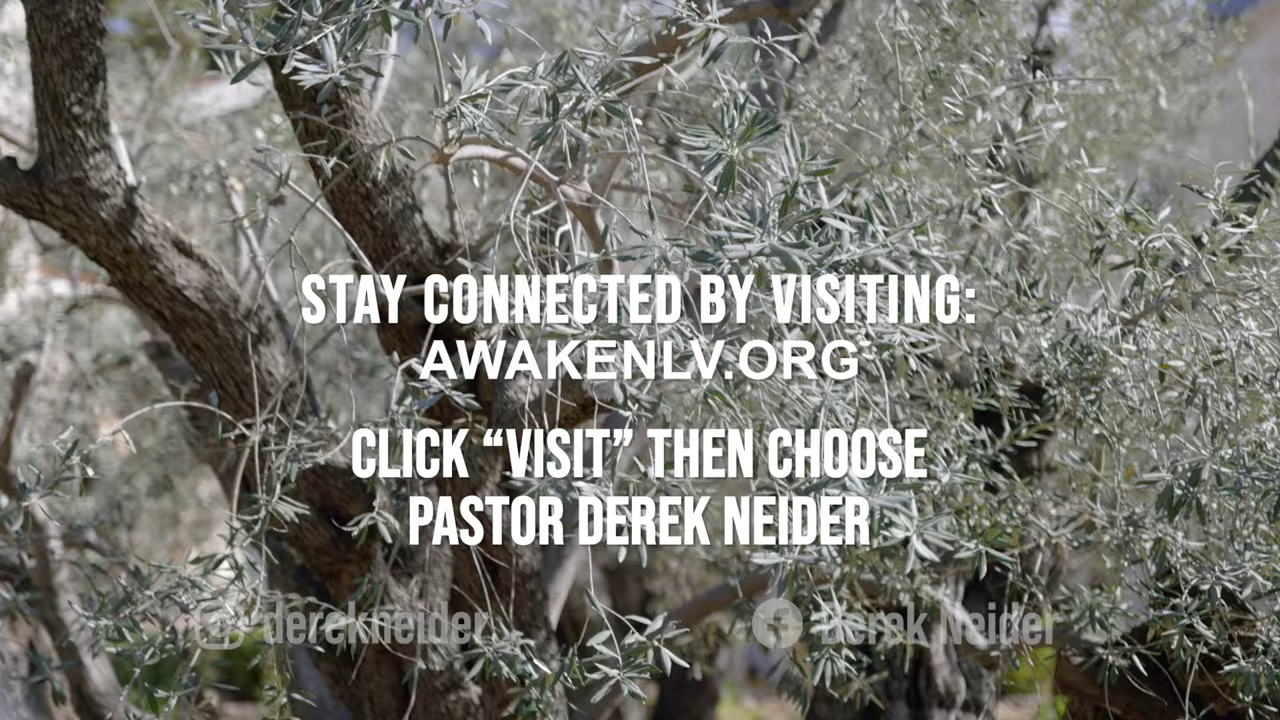 STAY CONNECTED BY VISITING:
AWAKENLV.ORG
CLICK “VISIT” THEN CHOOSE
PASTOR DEREK NEIDER
derekneider
Derek Neider